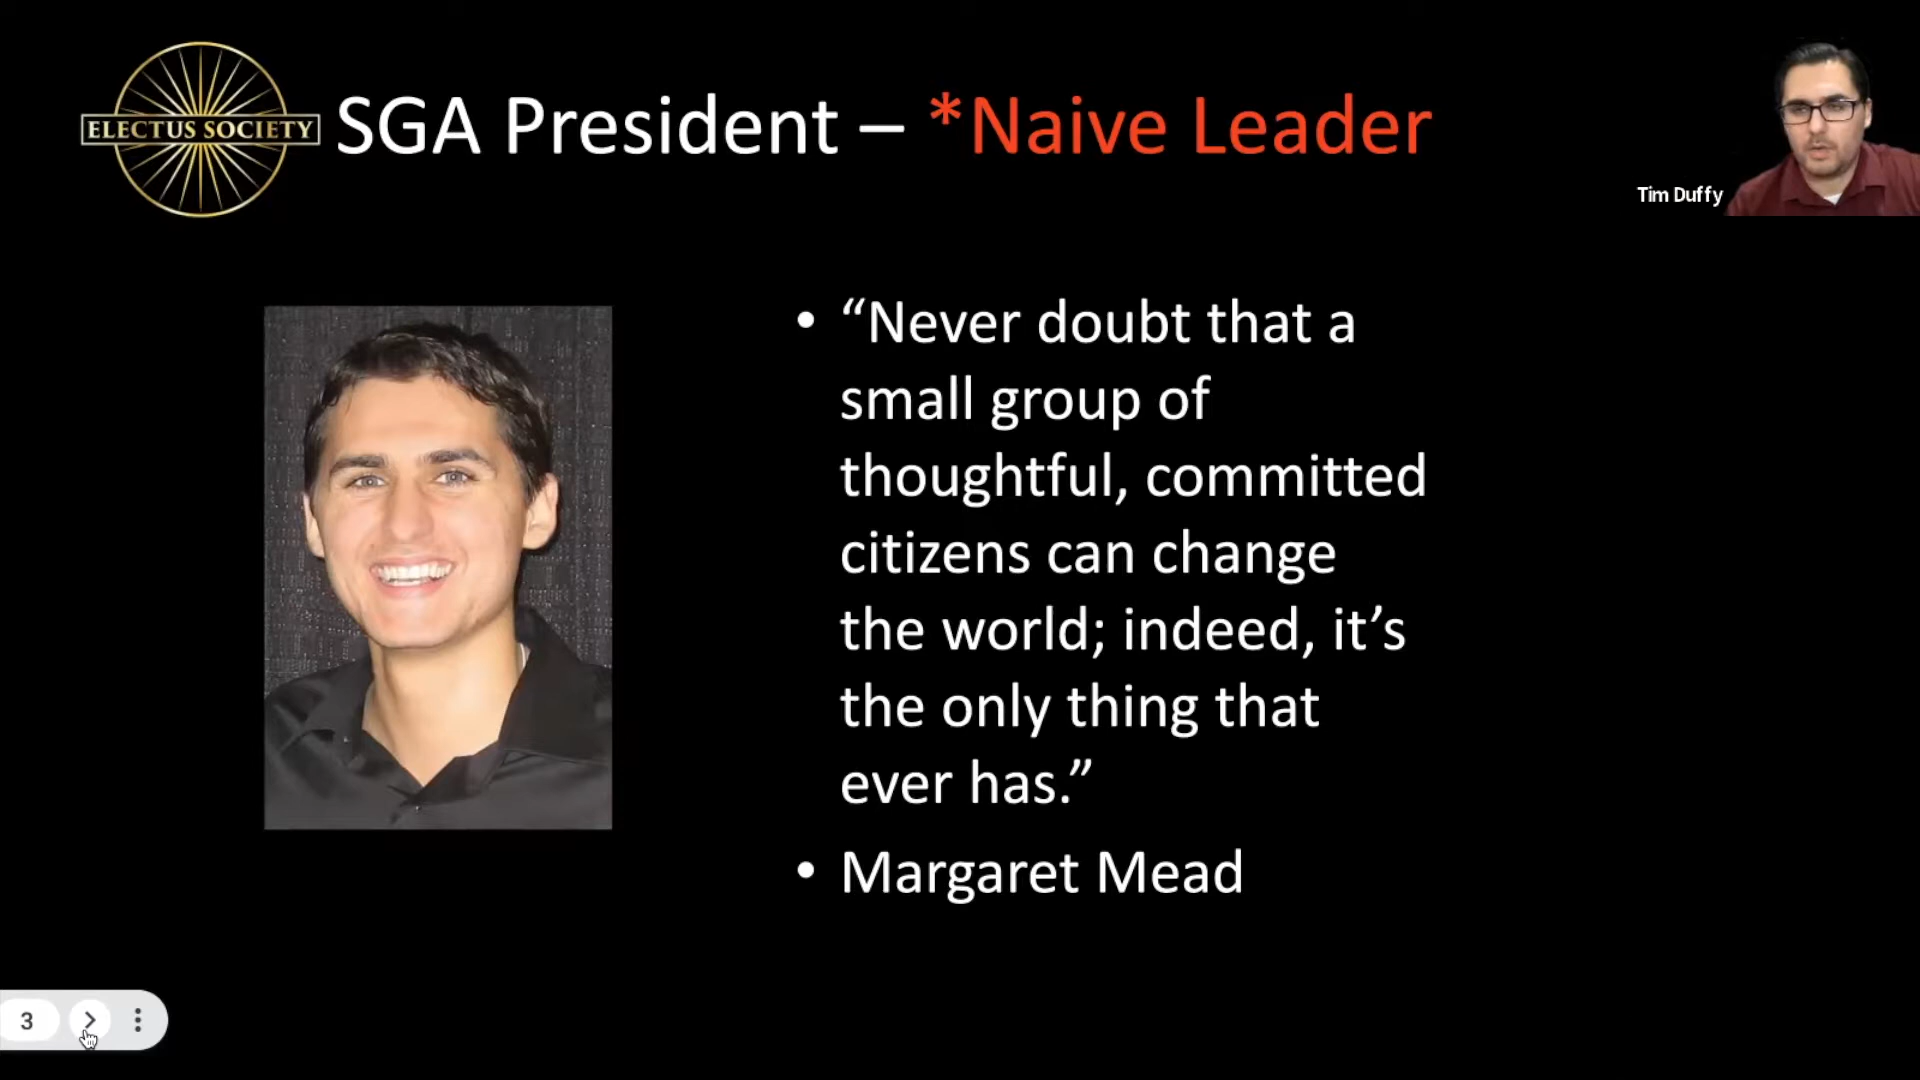 ELECTUS SOCIETY
SGA President – *Naive Leader
Tim Duffy
• “Never doubt that a
small group of
thoughtful, committed
citizens can change
the world; indeed, it’s
the only thing that
ever has.”
• Margaret Mead
3